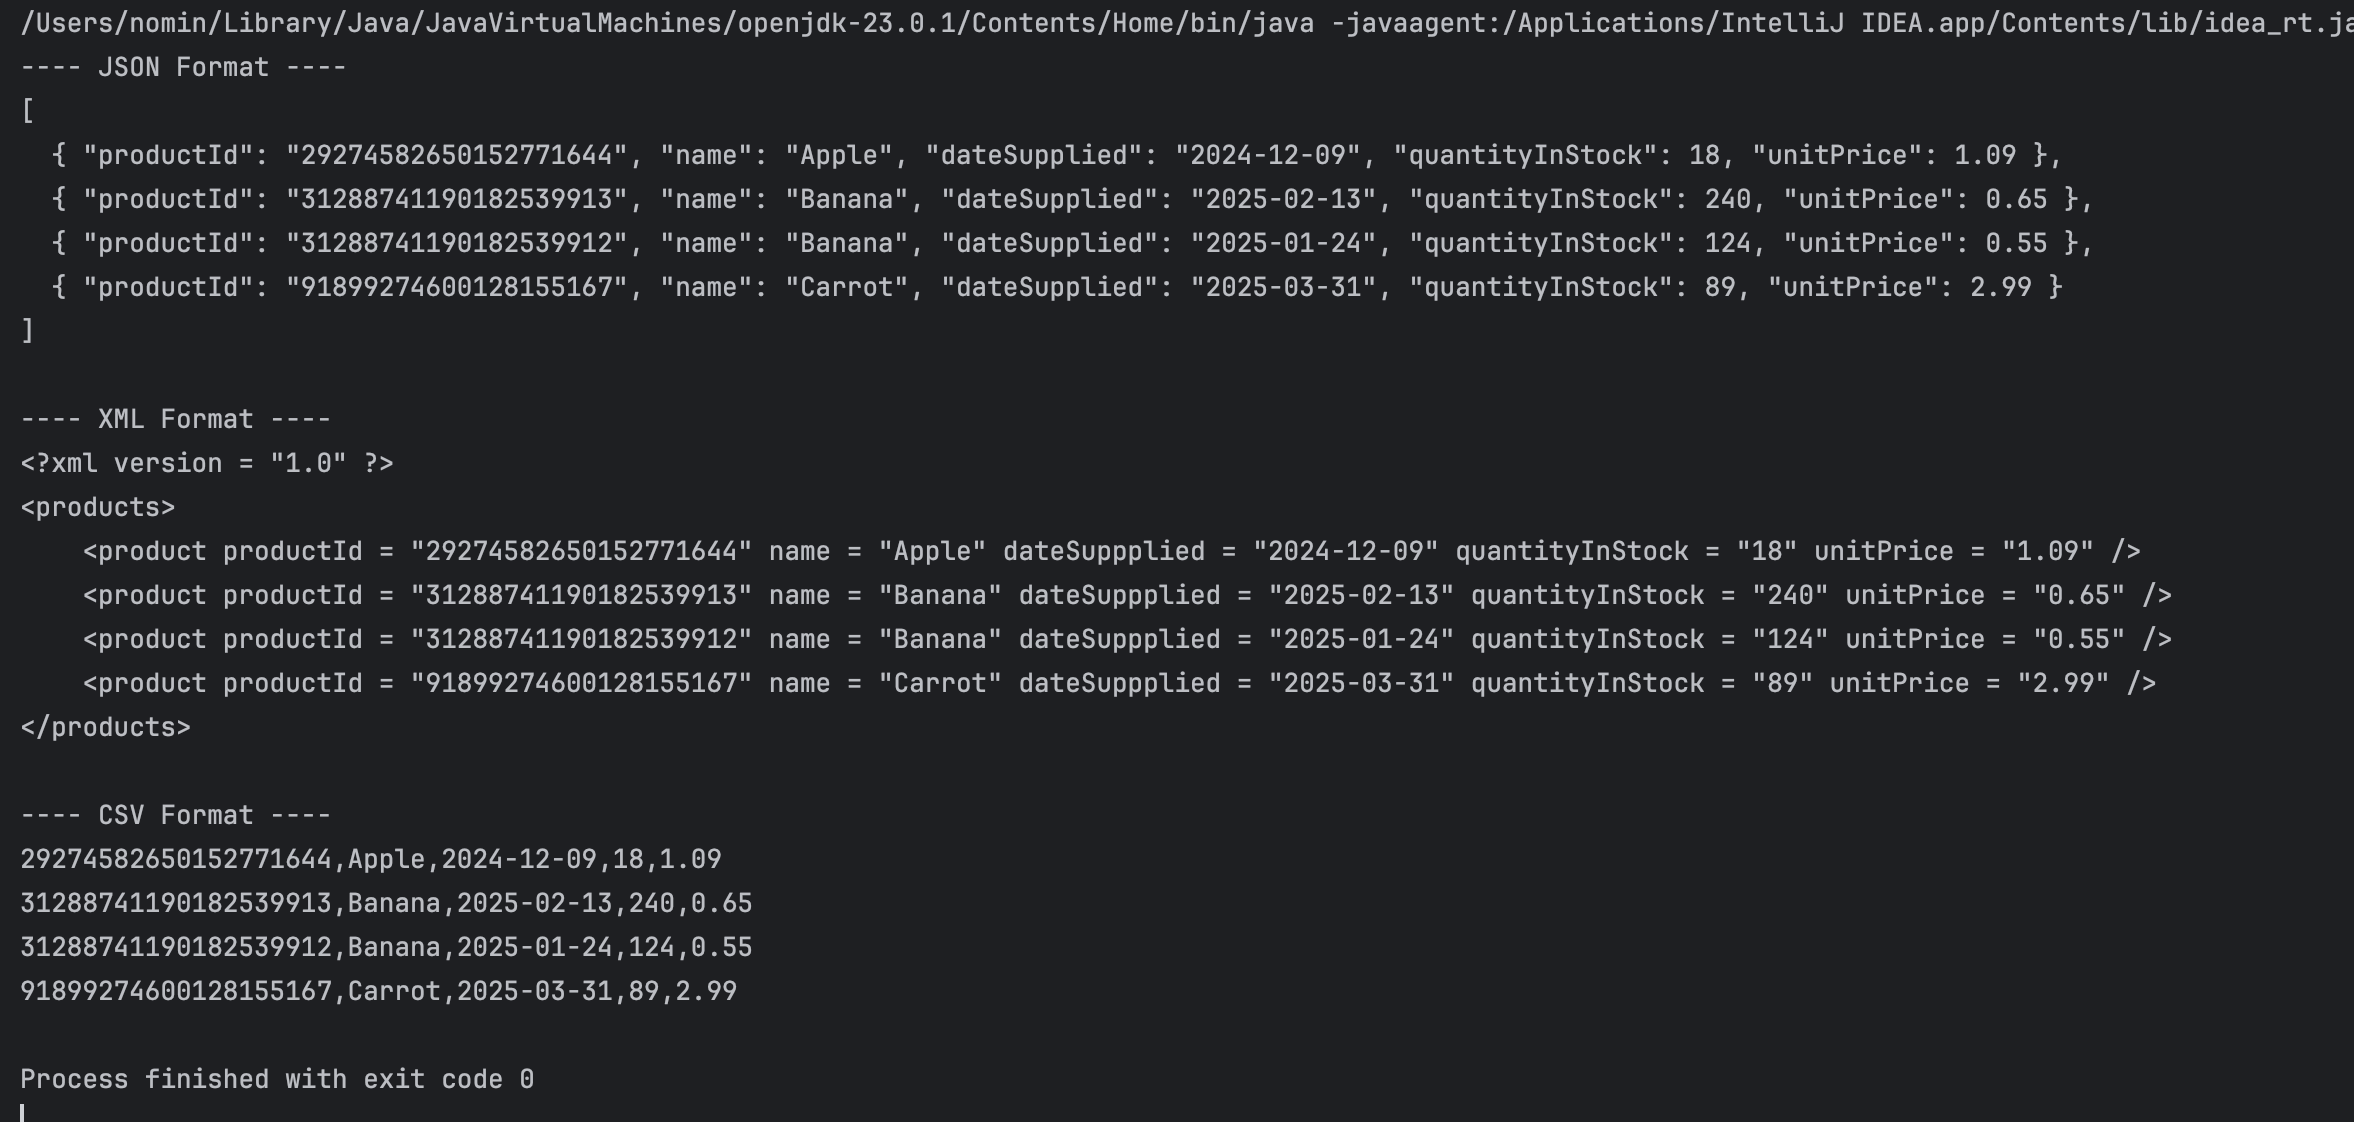 /Users/nomin/Library/Java/JavaVirtualMachines/openjdk-23.0.1/Contents/Home/bin/java -javaagent:/Applications/IntelliJ IDEA.app/Contents/lib/idea_rt.ja
---- JSON Format ----
[
  { "productId": "29274582650152771644", "name": "Apple", "dateSupplied": "2024-12-09", "quantityInStock": 18, "unitPrice": 1.09 },
  { "productId": "31288741190182539913", "name": "Banana", "dateSupplied": "2025-02-13", "quantityInStock": 240, "unitPrice": 0.65 },
  { "productId": "31288741190182539912", "name": "Banana", "dateSupplied": "2025-01-24", "quantityInStock": 124, "unitPrice": 0.55 },
  { "productId": "91899274600128155167", "name": "Carrot", "dateSupplied": "2025-03-31", "quantityInStock": 89, "unitPrice": 2.99 }
]
---- XML Format ----
<?xml version = "1.0" ?>
<products>
    <product productId = "29274582650152771644" name = "Apple" dateSuppplied = "2024-12-09" quantityInStock = "18" unitPrice = "1.09" />
    <product productId = "31288741190182539913" name = "Banana" dateSuppplied = "2025-02-13" quantityInStock = "240" unitPrice = "0.65" />
    <product productId = "31288741190182539912" name = "Banana" dateSuppplied = "2025-01-24" quantityInStock = "124" unitPrice = "0.55" />
    <product productId = "91899274600128155167" name = "Carrot" dateSuppplied = "2025-03-31" quantityInStock = "89" unitPrice = "2.99" />
</products>
---- CSV Format ----
29274582650152771644,Apple,2024-12-09,18,1.09
31288741190182539913,Banana,2025-02-13,240,0.65
31288741190182539912,Banana,2025-01-24,124,0.55
91899274600128155167,Carrot,2025-03-31,89,2.99
Process finished with exit code 0